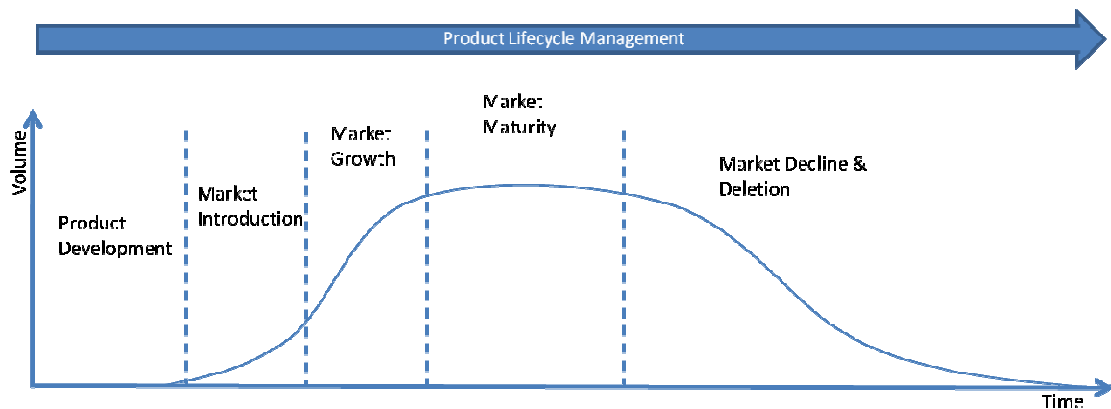 Product Lifecycle Management
Volume
Product
Development
Market
Introduction
Market
Growth
Market
Maturity
Market Decline &
Deletion
Time